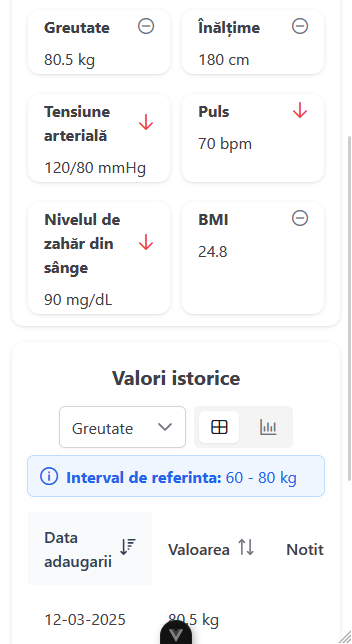 Greutate
80.5 kg
Înălțime
180 cm
Tensiune
arterială
120/80 mmHg
Puls
70 bpm
Nivelul de
zahăr din
sânge
90 mg/dL
BMI
24.8
Valori istorice
Greutate
Interval de referinta: 60 - 80 kg
Data
adaugarii
Valoarea
Notit
12-03-2025
80.5 kg